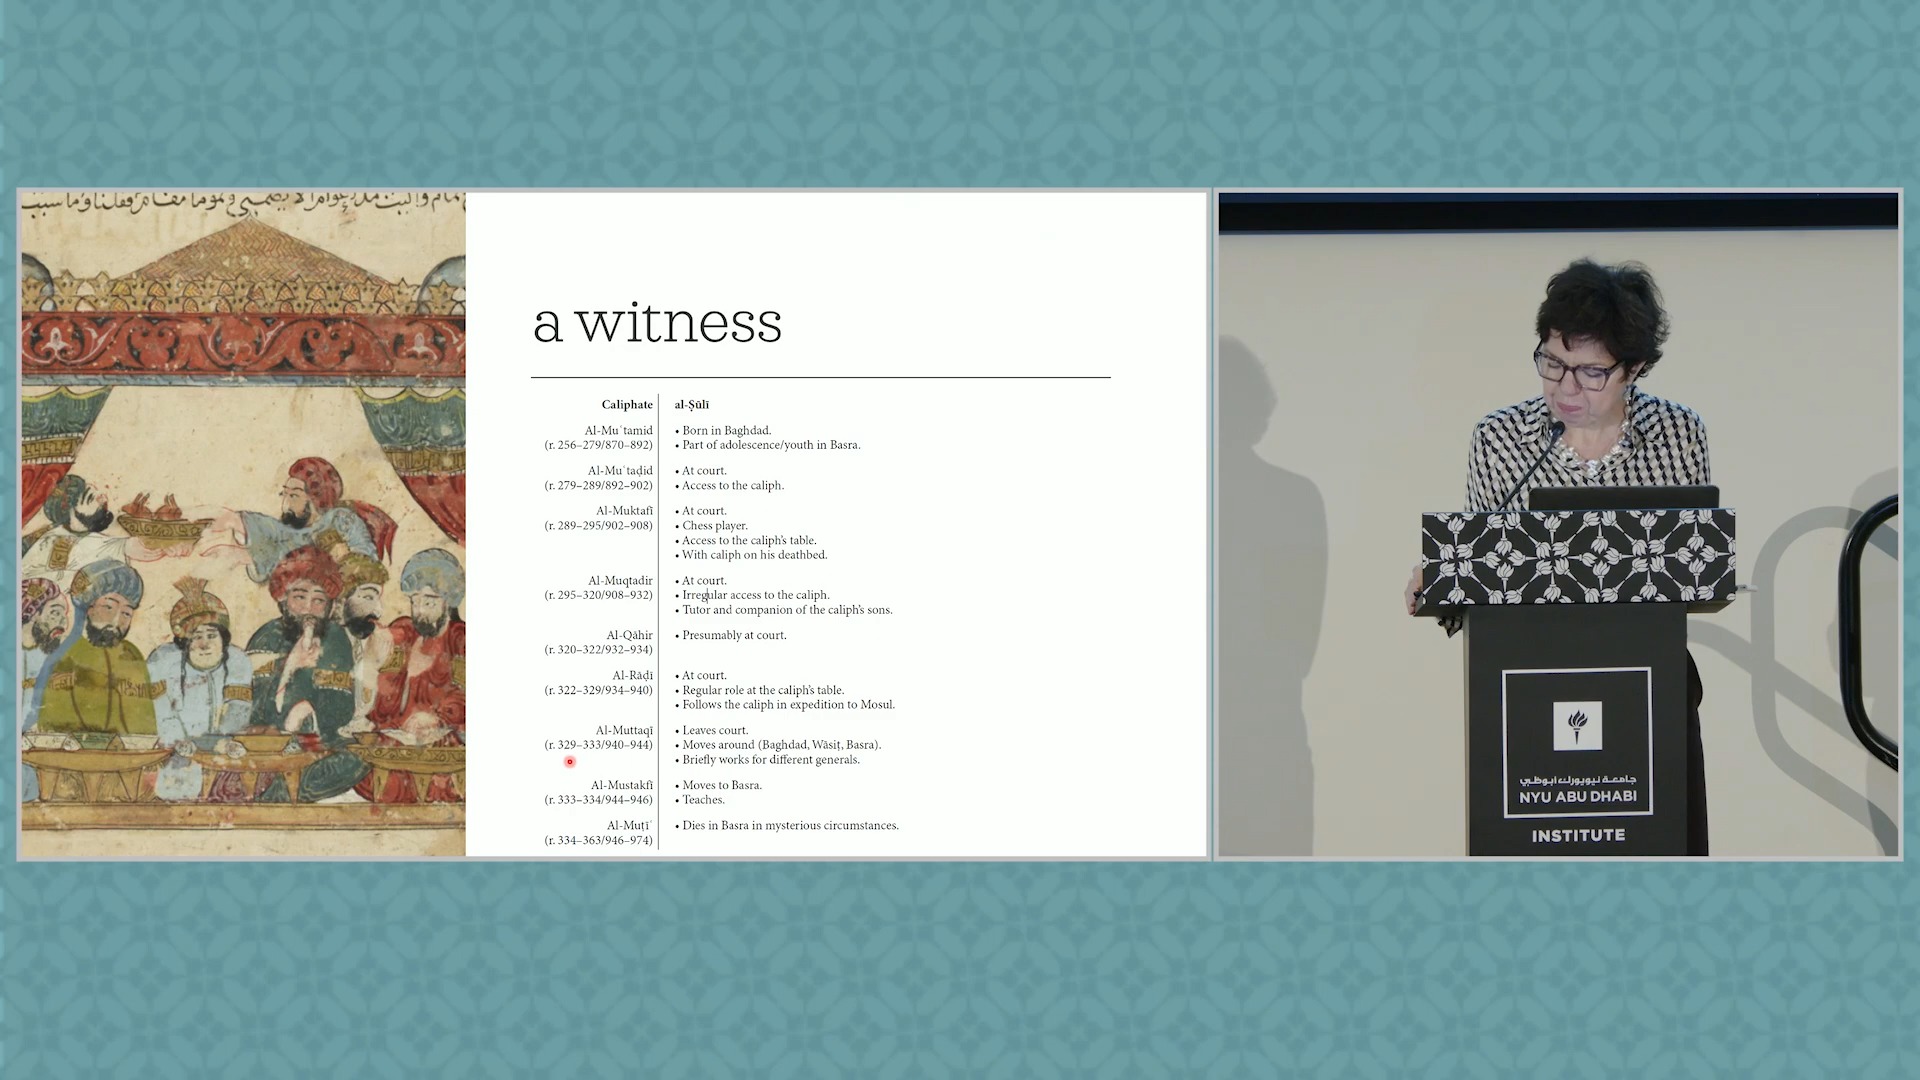 a witness
Caliphate al-Ṣūlī
Al-Muʿtamid • Born in Baghdad.
(r. 256–279/870–892) • Part of adolescence/youth in Basra.
Al-Muʿtaḍid • At court.
(r. 279–289/892–902) • Access to the caliph.
Al-Muktafī • At court.
(r. 289–295/902–908) • Chess player.
• Access to the caliph's table.
• With caliph on his deathbed.
Al-Muqtadir • At court.
(r. 295–320/908–932) • Irregular access to the caliph.
• Tutor and companion of the caliph's sons.
Al-Qāhir • Presumably at court.
(r. 320–322/932–934)
Al-Rāḍī • At court.
(r. 322–329/934–940) • Regular role at the caliph's table.
• Follows the caliph in expedition to Mosul.
Al-Muttaqī • Leaves court.
(r. 329–333/940–944) • Moves around (Baghdad, Wāsiṭ, Basra).
• Briefly works for different generals.
Al-Mustakfī • Moves to Basra.
(r. 333–334/944–946) • Teaches.
Al-Muṭīʿ • Dies in Basra in mysterious circumstances.
(r. 334–363/946–974)
جامعة نيويورك أبوظبي
NYU ABU DHABI
INSTITUTE